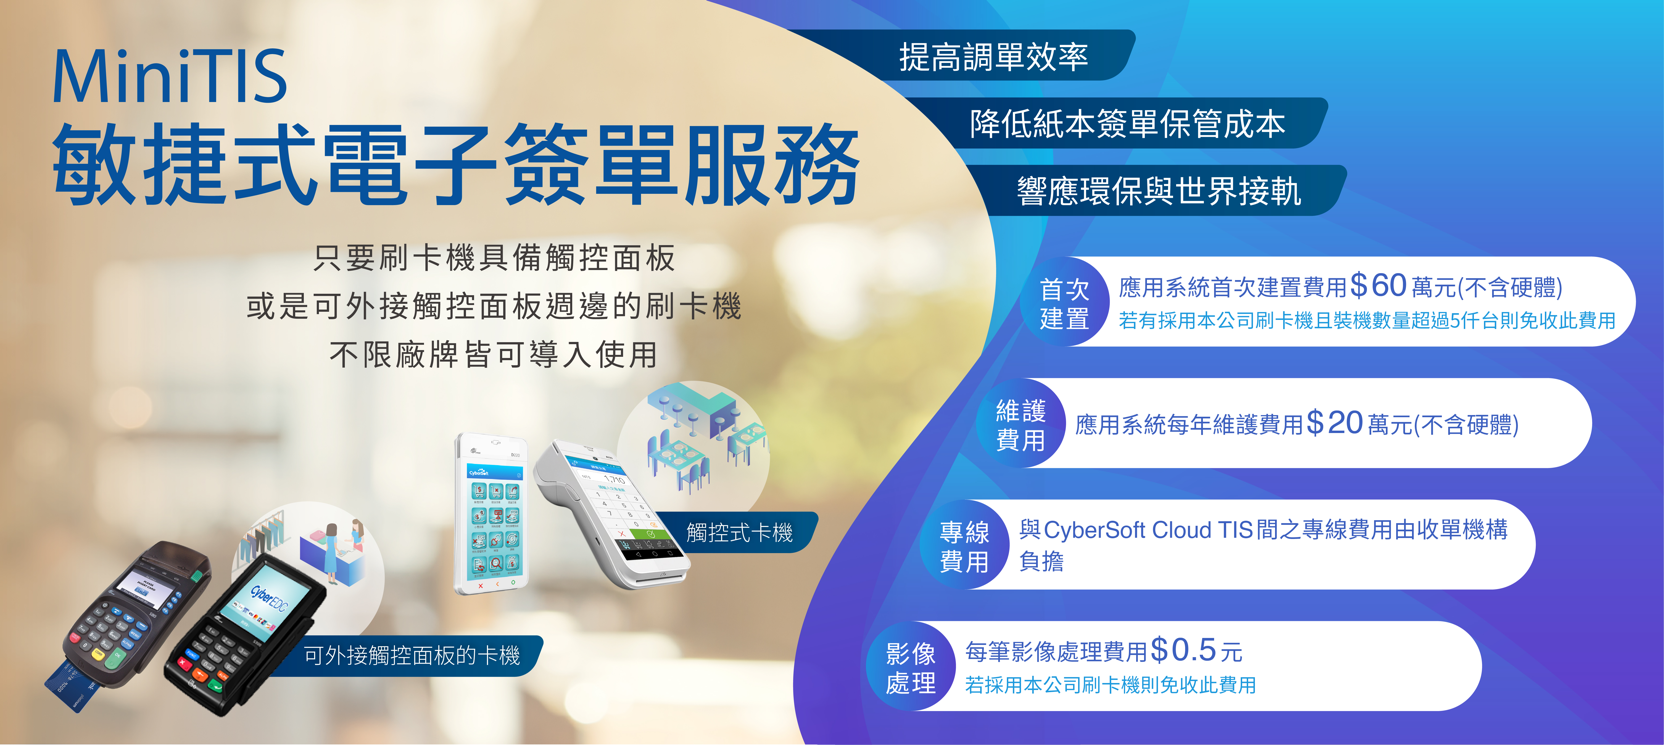 MiniTIS
敏捷式電子簽單服務
只要刷卡機具備觸控面板
或是可外接觸控面板週邊的刷卡機
不限廠牌皆可導入使用
觸控式卡機
可外接觸控面板的卡機
CyberSoft
1,710
CyberEDC
提高調單效率
降低紙本簽單保管成本
響應環保與世界接軌
首次
建置
應用系統首次建置費用$60萬元(不含硬體)
若有採用本公司刷卡機且裝機數量超過5仟台則免收此費用
維護
費用
應用系統每年維護費用$20萬元(不含硬體)
專線
費用
與CyberSoft Cloud TIS間之專線費用由收單機構
負擔
影像
處理
每筆影像處理費用$0.5元
若採用本公司刷卡機則免收此費用